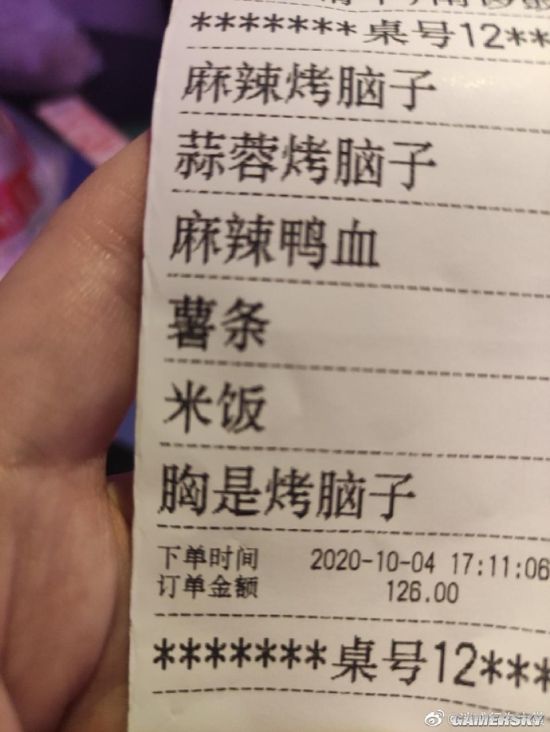 *******桌号12**
麻辣烤脑子
蒜蓉烤脑子
麻辣鸭血
薯条
米饭
胸是烤脑子
下单时间 2020-10-04 17:11:06
订单金额 126.00
*******桌号12***
GAMERSKY